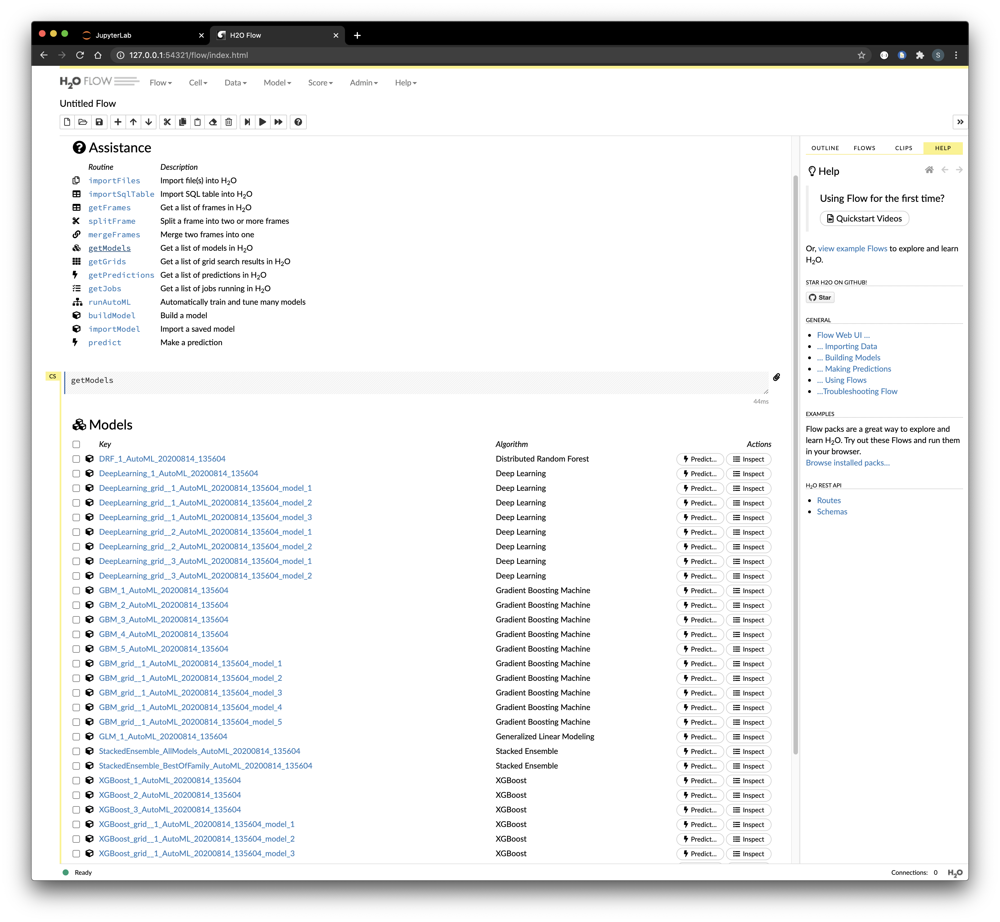 JupyterLab
H2O Flow
127.0.0.1:54321/flow/index.html
S
H2O FLOW
Flow Cell Data Model Score Admin Help
Untitled Flow
Assistance
Routine Description
importFiles Import file(s) into H2O
importSqlTable Import SQL table into H2O
getFrames Get a list of frames in H2O
splitFrame Split a frame into two or more frames
mergeFrames Merge two frames into one
getModels Get a list of models in H2O
getGrids Get a list of grid search results in H2O
getPredictions Get a list of predictions in H2O
getJobs Get a list of jobs running in H2O
runAutoML Automatically train and tune many models
buildModel Build a model
importModel Import a saved model
predict Make a prediction
CS
getModels
44ms
Models
Key Algorithm Actions
DRF_1_AutoML_20200814_135604 Distributed Random Forest Predict... Inspect
DeepLearning_1_AutoML_20200814_135604 Deep Learning Predict... Inspect
DeepLearning_grid__1_AutoML_20200814_135604_model_1 Deep Learning Predict... Inspect
DeepLearning_grid__1_AutoML_20200814_135604_model_2 Deep Learning Predict... Inspect
DeepLearning_grid__1_AutoML_20200814_135604_model_3 Deep Learning Predict... Inspect
DeepLearning_grid__2_AutoML_20200814_135604_model_1 Deep Learning Predict... Inspect
DeepLearning_grid__2_AutoML_20200814_135604_model_2 Deep Learning Predict... Inspect
DeepLearning_grid__3_AutoML_20200814_135604_model_1 Deep Learning Predict... Inspect
DeepLearning_grid__3_AutoML_20200814_135604_model_2 Deep Learning Predict... Inspect
GBM_1_AutoML_20200814_135604 Gradient Boosting Machine Predict... Inspect
GBM_2_AutoML_20200814_135604 Gradient Boosting Machine Predict... Inspect
GBM_3_AutoML_20200814_135604 Gradient Boosting Machine Predict... Inspect
GBM_4_AutoML_20200814_135604 Gradient Boosting Machine Predict... Inspect
GBM_5_AutoML_20200814_135604 Gradient Boosting Machine Predict... Inspect
GBM_grid__1_AutoML_20200814_135604_model_1 Gradient Boosting Machine Predict... Inspect
GBM_grid__1_AutoML_20200814_135604_model_2 Gradient Boosting Machine Predict... Inspect
GBM_grid__1_AutoML_20200814_135604_model_3 Gradient Boosting Machine Predict... Inspect
GBM_grid__1_AutoML_20200814_135604_model_4 Gradient Boosting Machine Predict... Inspect
GBM_grid__1_AutoML_20200814_135604_model_5 Gradient Boosting Machine Predict... Inspect
GLM_1_AutoML_20200814_135604 Generalized Linear Modeling Predict... Inspect
StackedEnsemble_AllModels_AutoML_20200814_135604 Stacked Ensemble Predict... Inspect
StackedEnsemble_BestOfFamily_AutoML_20200814_135604 Stacked Ensemble Predict... Inspect
XGBoost_1_AutoML_20200814_135604 XGBoost Predict... Inspect
XGBoost_2_AutoML_20200814_135604 XGBoost Predict... Inspect
XGBoost_3_AutoML_20200814_135604 XGBoost Predict... Inspect
XGBoost_grid__1_AutoML_20200814_135604_model_1 XGBoost Predict... Inspect
XGBoost_grid__1_AutoML_20200814_135604_model_2 XGBoost Predict... Inspect
XGBoost_grid__1_AutoML_20200814_135604_model_3 XGBoost Predict... Inspect
OUTLINE FLOWS CLIPS HELP
Help
Using Flow for the first time?
Quickstart Videos
Or, view example Flows to explore and learn
H2O.
STAR H2O ON GITHUB!
Star
GENERAL
Flow Web UI ...
... Importing Data
... Building Models
... Making Predictions
... Using Flows
...Troubleshooting Flow
EXAMPLES
Flow packs are a great way to explore and
learn H2O. Try out these Flows and run them
in your browser.
Browse installed packs...
H2O REST API
Routes
Schemas
Ready
Connections: 0 H2O